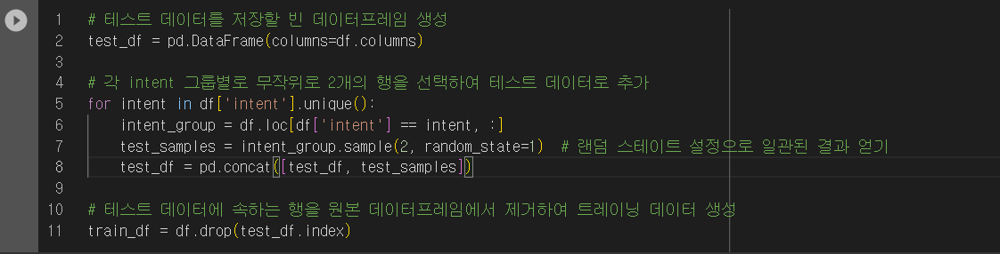 1 # 테스트 데이터를 저장할 빈 데이터프레임 생성
2 test_df = pd.DataFrame(columns=df.columns)
3
4 # 각 intent 그룹별로 무작위로 2개의 행을 선택하여 테스트 데이터로 추가
5 for intent in df['intent'].unique():
6 intent_group = df.loc[df['intent'] == intent, :]
7 test_samples = intent_group.sample(2, random_state=1) # 랜덤 스테이트 설정으로 일관된 결과 얻기
8 test_df = pd.concat([test_df, test_samples])
9
10 # 테스트 데이터에 속하는 행을 원본 데이터프레임에서 제거하여 트레이닝 데이터 생성
11 train_df = df.drop(test_df.index)